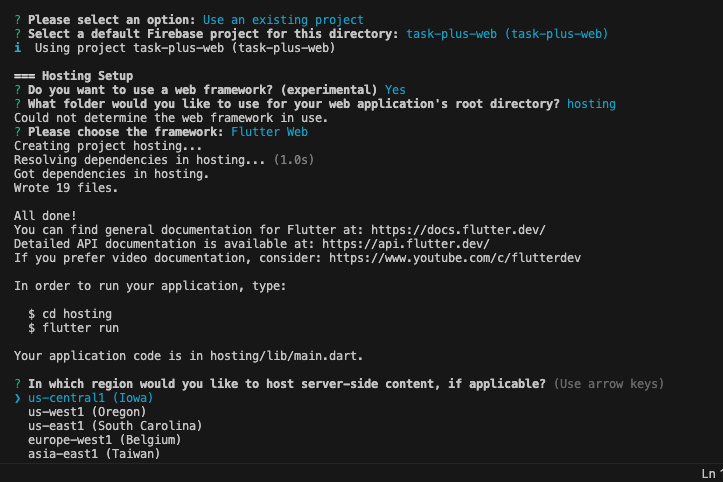 ? Please select an option: Use an existing project
? Select a default Firebase project for this directory: task-plus-web (task-plus-web)
i  Using project task-plus-web (task-plus-web)

=== Hosting Setup
? Do you want to use a web framework? (experimental) Yes
? What folder would you like to use for your web application's root directory? hosting
Could not determine the web framework in use.
? Please choose the framework: Flutter Web
Creating project hosting...
Resolving dependencies in hosting... (1.0s)
Got dependencies in hosting.
Wrote 19 files.

All done!
You can find general documentation for Flutter at: https://docs.flutter.dev/
Detailed API documentation is available at: https://api.flutter.dev/
If you prefer video documentation, consider: https://www.youtube.com/c/flutterdev

In order to run your application, type:

  $ cd hosting
  $ flutter run

Your application code is in hosting/lib/main.dart.

? In which region would you like to host server-side content, if applicable? (Use arrow keys)
❯ us-central1 (Iowa)
  us-west1 (Oregon)
  us-east1 (South Carolina)
  europe-west1 (Belgium)
  asia-east1 (Taiwan)
Ln